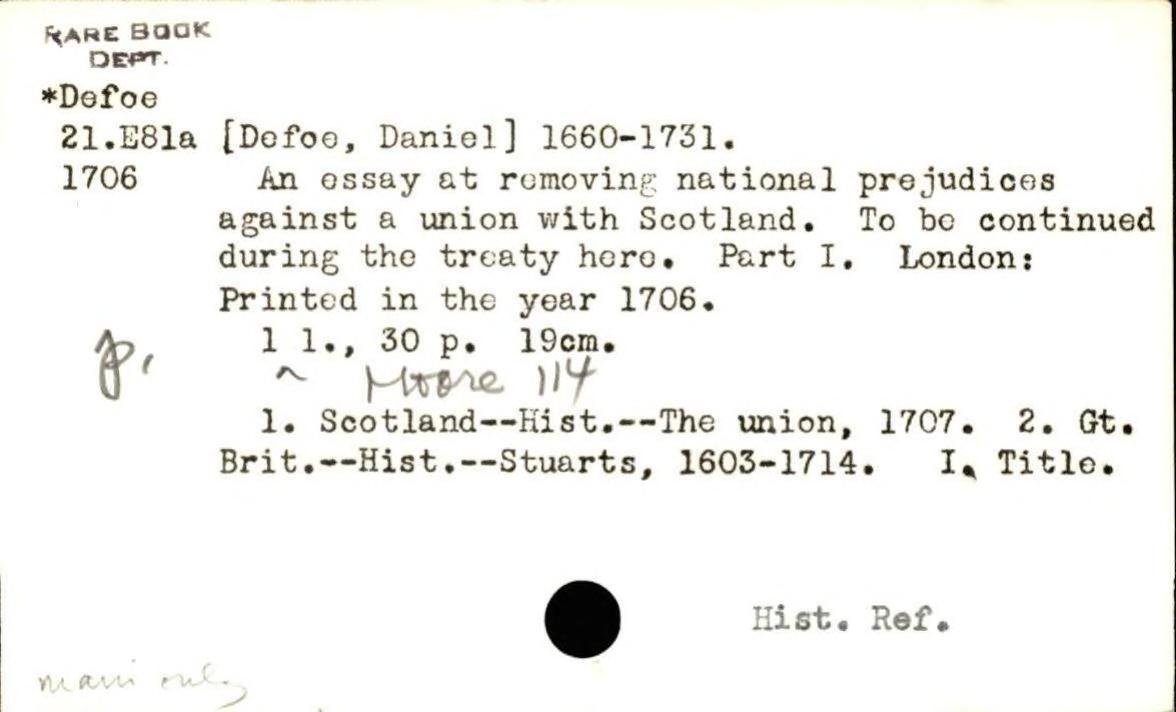 RARE BOOK
DEPT.
*Defoe
21.E81a [Defoe, Daniel] 1660-1731.
1706 An essay at removing national prejudices
against a union with Scotland. To be continued
during the treaty here. Part I. London:
Printed in the year 1706.
p. 1 l., 30 p. 19cm.
^ Moore 114
1. Scotland--Hist.--The union, 1707. 2. Gt.
Brit.--Hist.--Stuarts, 1603-1714. I. Title.
Hist. Ref.
main only